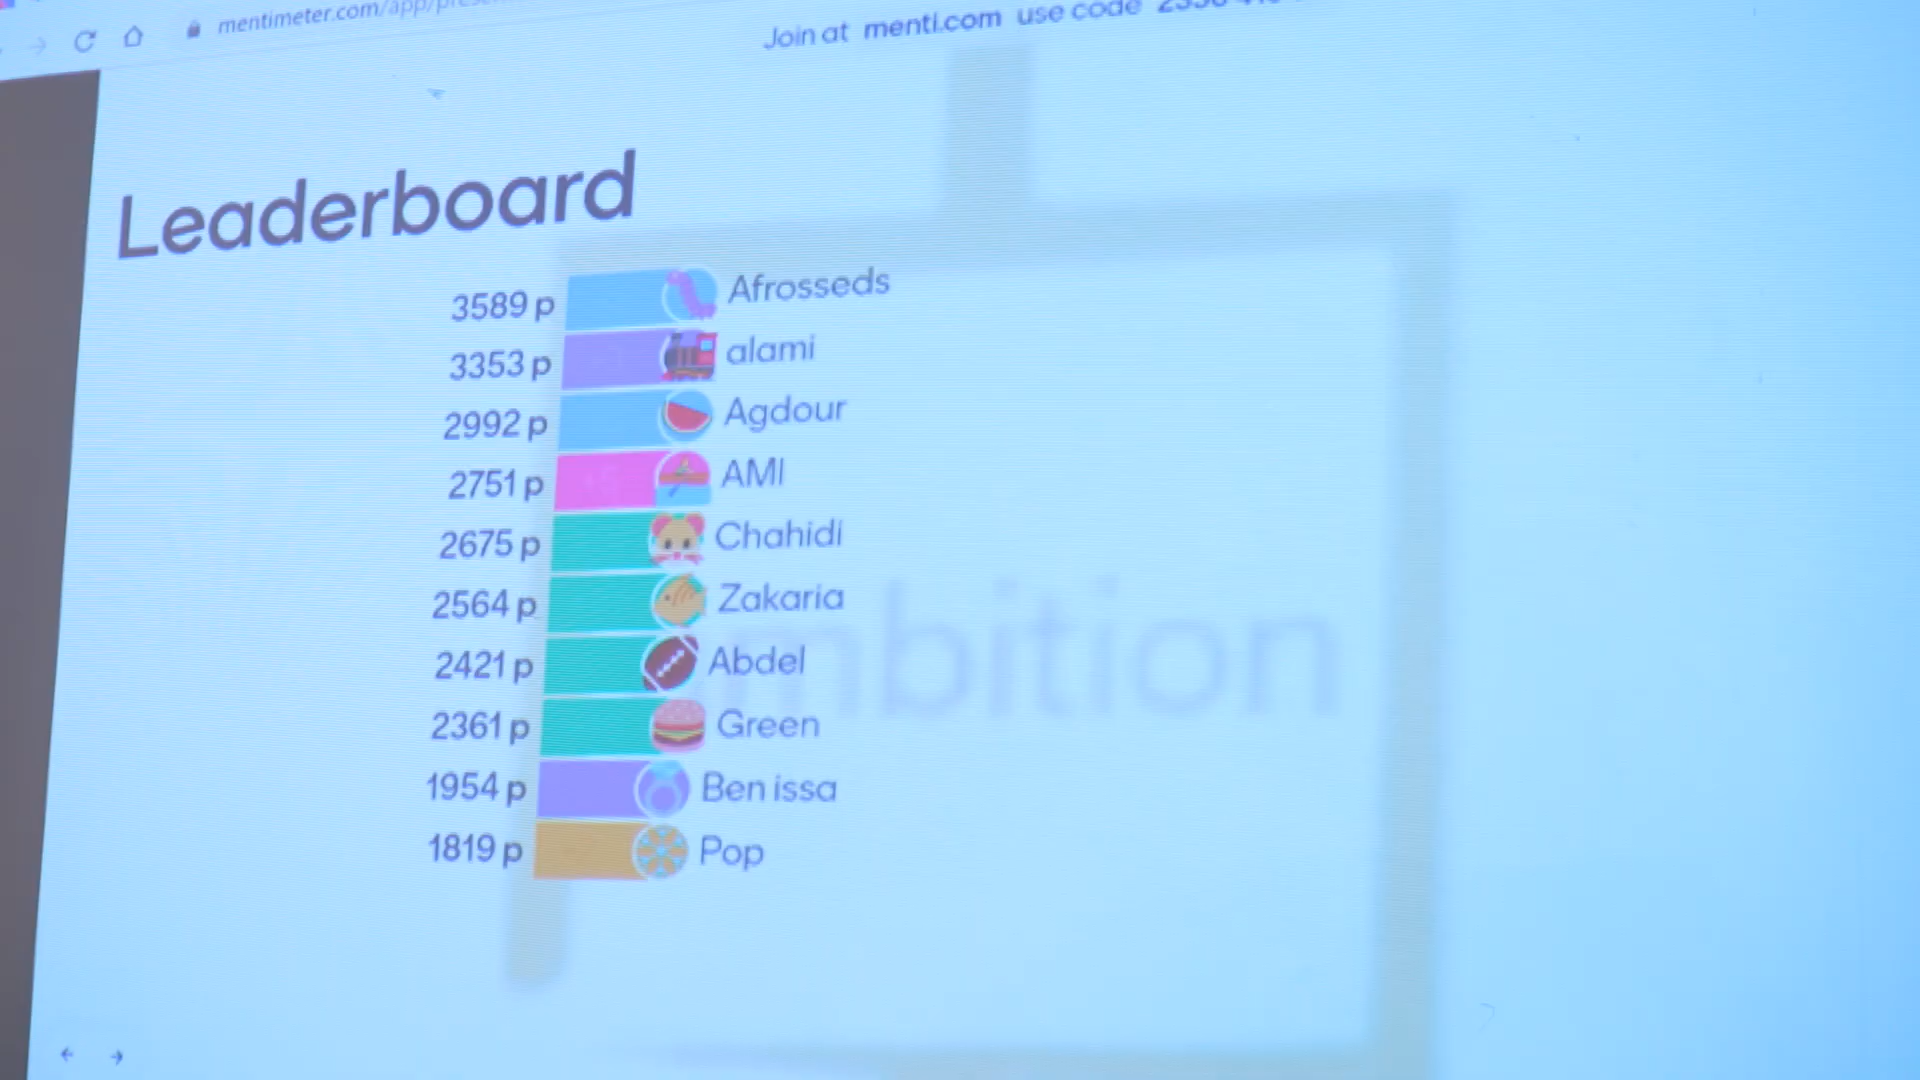 mentimeter.com/app/
Join at menti.com use code
Leaderboard
3589 p Afrosseds
3353 p alami
2992 p Agdour
2751 p AMI
2675 p Chahidi
2564 p Zakaria
2421 p Abdel
2361 p Green
1954 p Ben issa
1819 p Pop
mbition